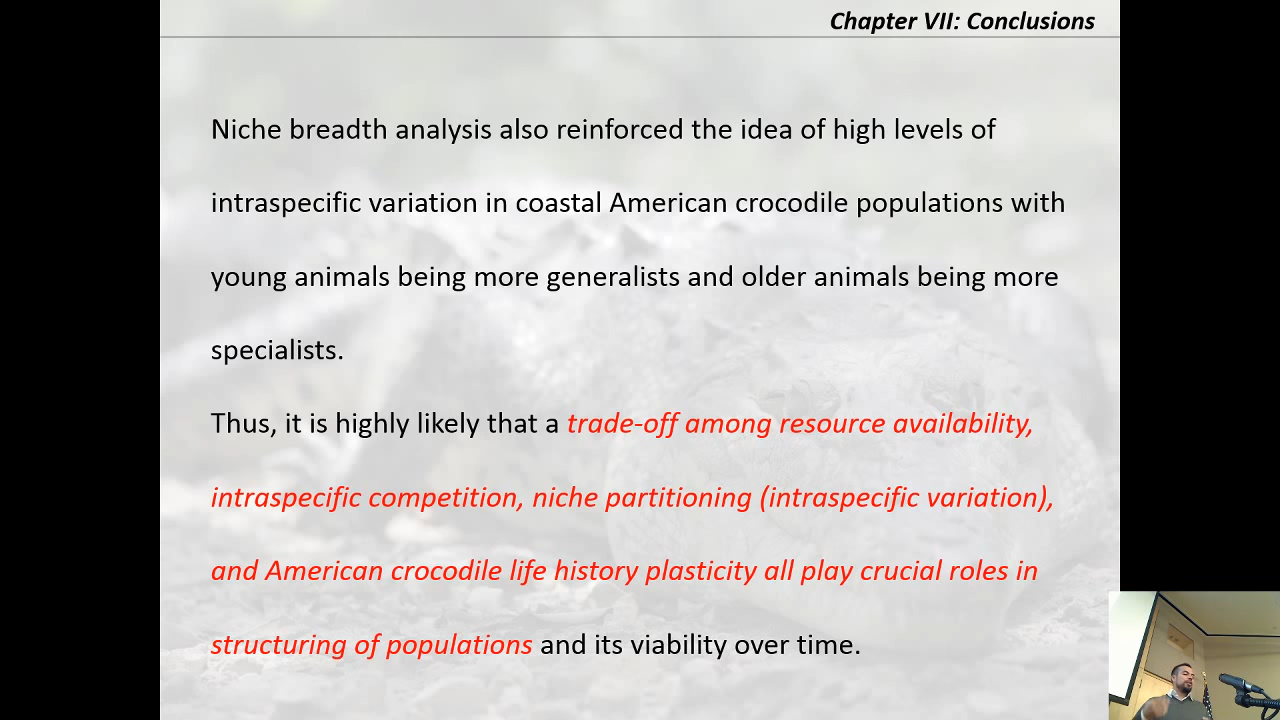 Chapter VII: Conclusions
Niche breadth analysis also reinforced the idea of high levels of
intraspecific variation in coastal American crocodile populations with
young animals being more generalists and older animals being more
specialists.
Thus, it is highly likely that a trade-off among resource availability,
intraspecific competition, niche partitioning (intraspecific variation),
and American crocodile life history plasticity all play crucial roles in
structuring of populations and its viability over time.